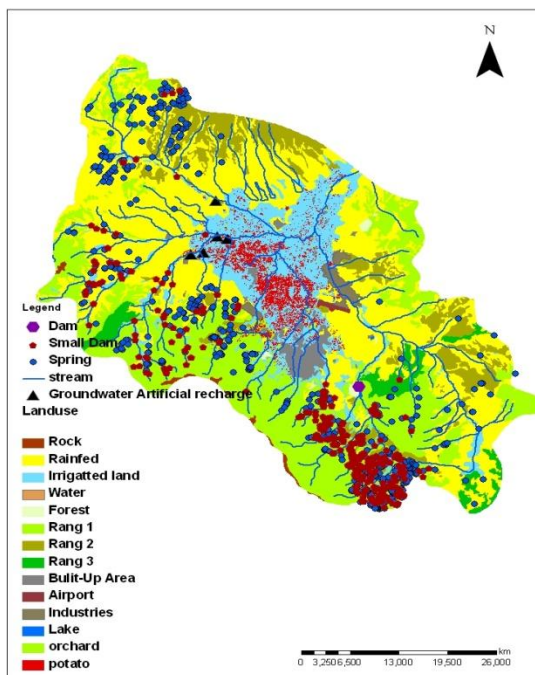 N
Legend
Dam
Small Dam
Spring
stream
Groundwater Artificial recharge
Landuse
Rock
Rainfed
Irrigatted land
Water
Forest
Rang 1
Rang 2
Rang 3
Bulit-Up Area
Airport
Industries
Lake
orchard
potato
km
0 3,250 6,500 13,000 19,500 26,000